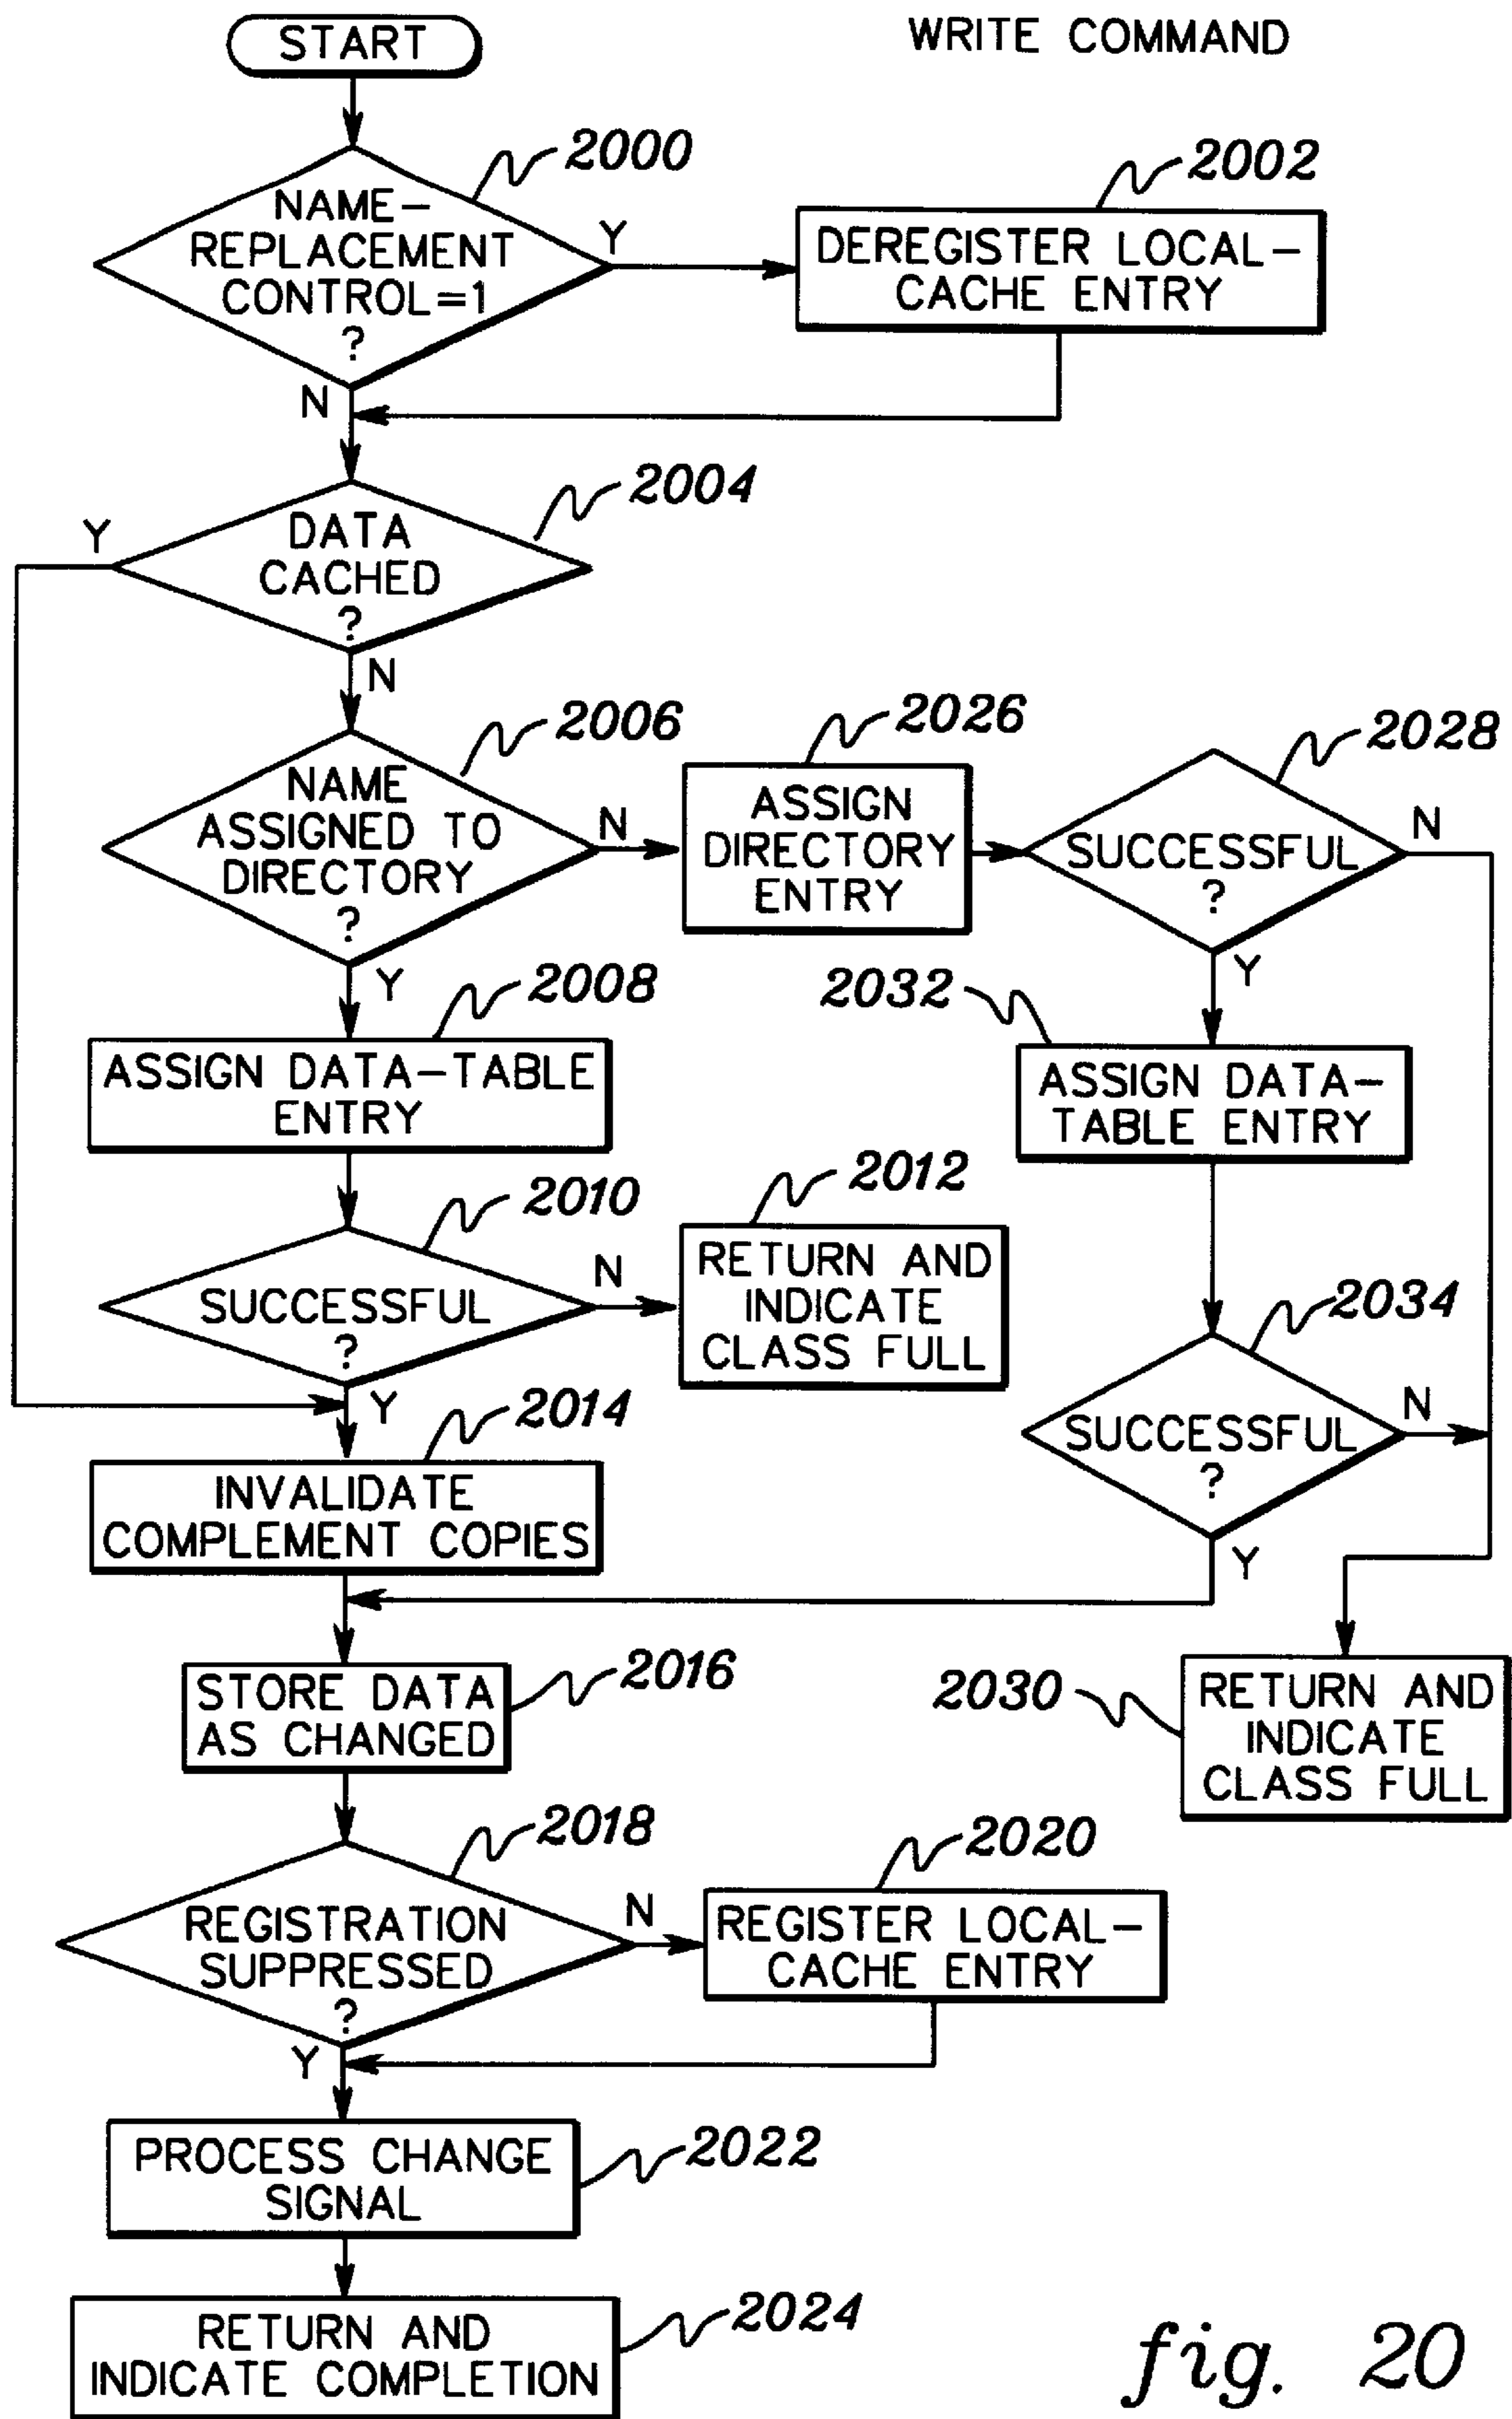 START
WRITE COMMAND
2000
NAME-
REPLACEMENT
CONTROL=1
?
Y
N
2002
DEREGISTER LOCAL-
CACHE ENTRY
2004
Y
DATA
CACHED
?
N
2006
NAME
ASSIGNED TO
DIRECTORY
?
N
Y
2026
ASSIGN
DIRECTORY
ENTRY
2028
SUCCESSFUL
?
N
Y
2008
ASSIGN DATA-TABLE
ENTRY
2032
ASSIGN DATA-
TABLE ENTRY
2010
SUCCESSFUL
?
N
Y
2012
RETURN AND
INDICATE
CLASS FULL
2034
SUCCESSFUL
?
N
Y
2014
INVALIDATE
COMPLEMENT COPIES
2016
STORE DATA
AS CHANGED
2030
RETURN AND
INDICATE
CLASS FULL
2018
REGISTRATION
SUPPRESSED
?
N
Y
2020
REGISTER LOCAL-
CACHE ENTRY
2022
PROCESS CHANGE
SIGNAL
2024
RETURN AND
INDICATE COMPLETION
fig. 20